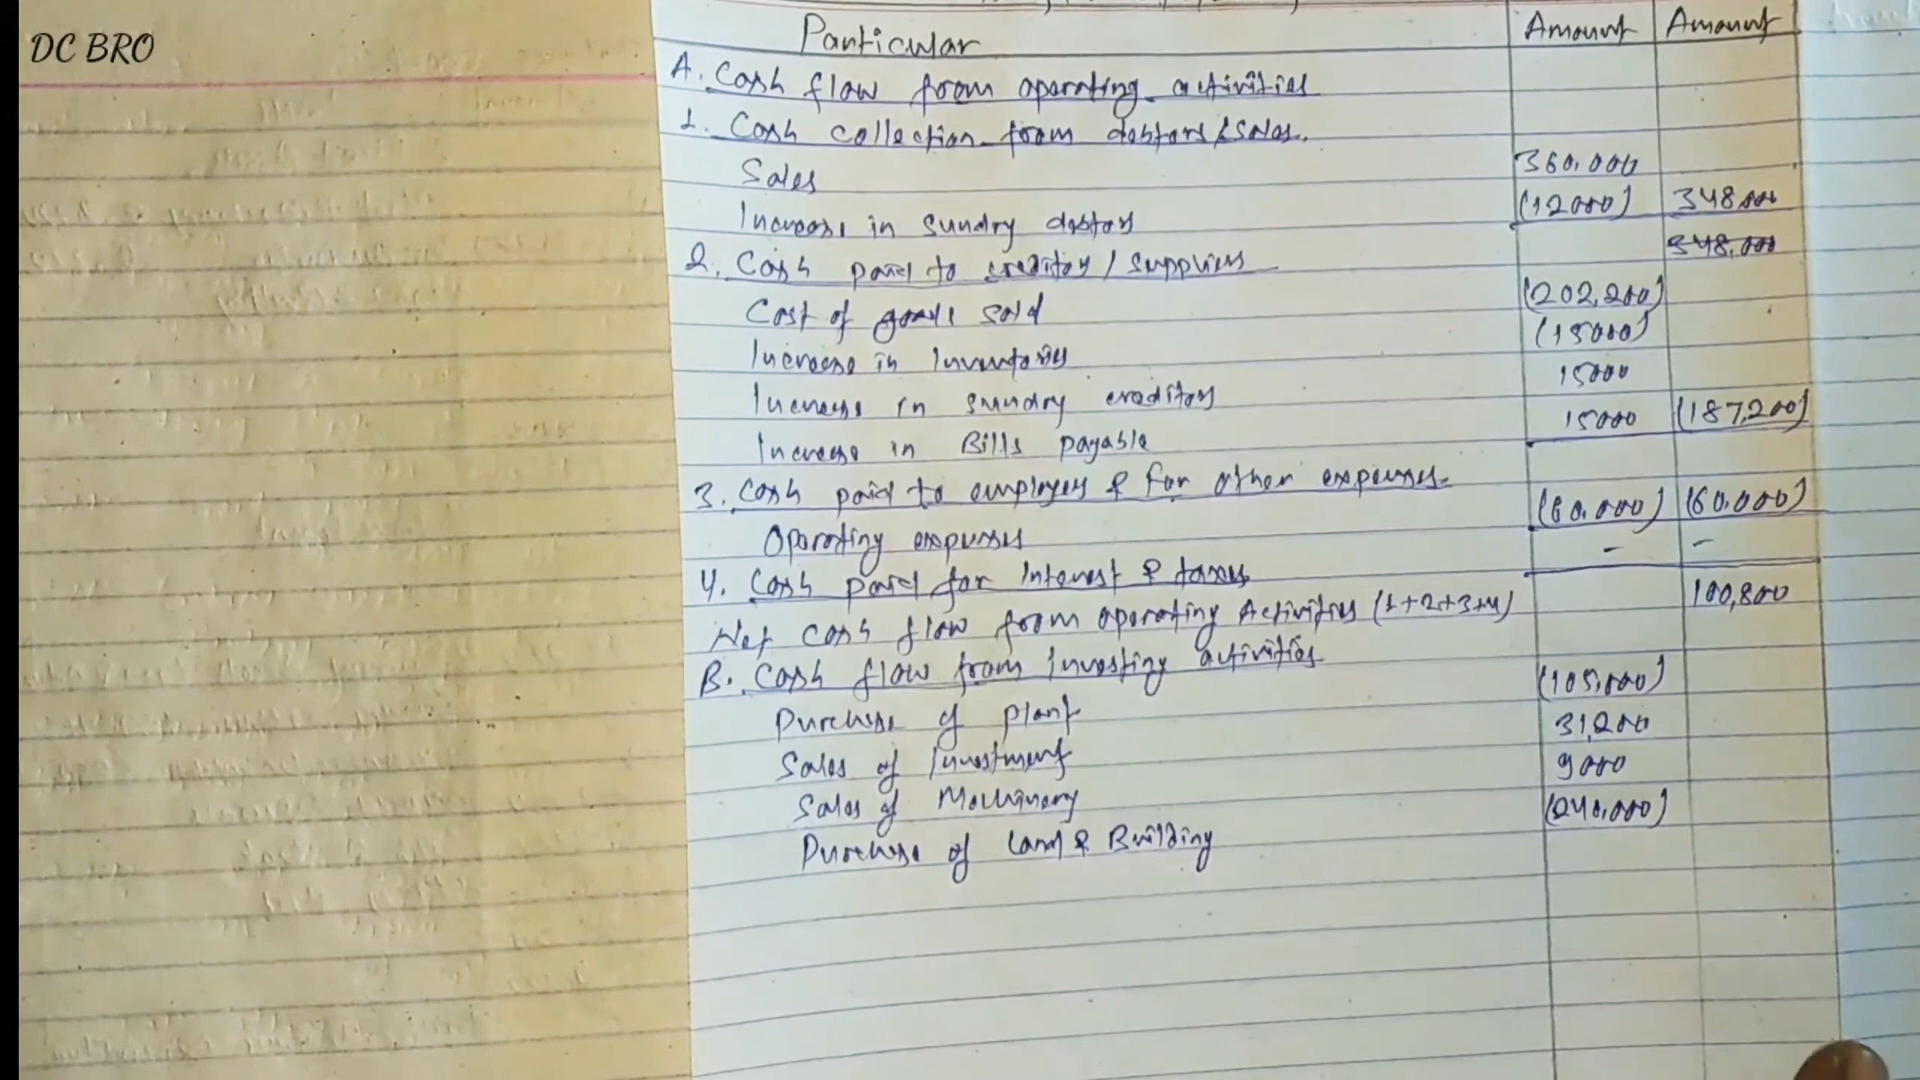 DC BRO
Particular Amount Amount
A. Cash flow from operating activities
1. Cash collection from debtors/sales.
Sales 360,000
Increase in sundry debtors (12000) 348000
348,000
2. Cash paid to creditors / suppliers
Cost of goods sold (202,200)
Increase in Inventories (15000)
Increase in sundry creditors 15000
Increase in Bills payable 15000 (187,200)
3. Cash paid to employees & for other expenses.
Operating expenses (60,000) (60,000)
4. Cash paid for Interest & taxes - -
Net cash flow from operating Activities (1+2+3+4) 100,800
B. Cash flow from investing activities
Purchase of plant (105,000)
Sales of Investment 31,200
Sales of Machinery 9000
Purchase of Land & Building (240,000)